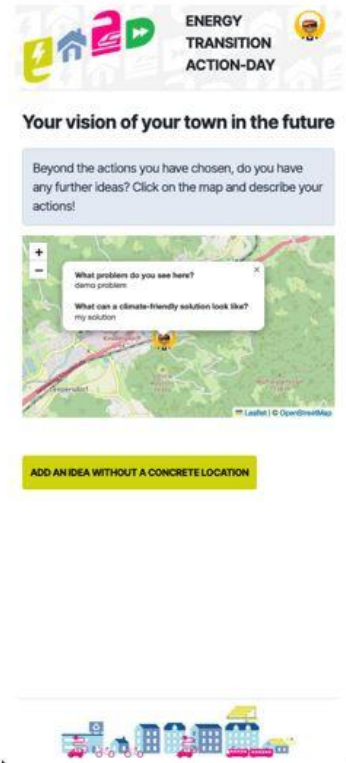 ENERGY
TRANSITION
ACTION-DAY
Your vision of your town in the future
Beyond the actions you have chosen, do you have
any further ideas? Click on the map and describe your
actions!
+
−
×
What problem do you see here?
demo problem
What can a climate-friendly solution look like?
my solution
Leaflet | © OpenStreetMap
ADD AN IDEA WITHOUT A CONCRETE LOCATION